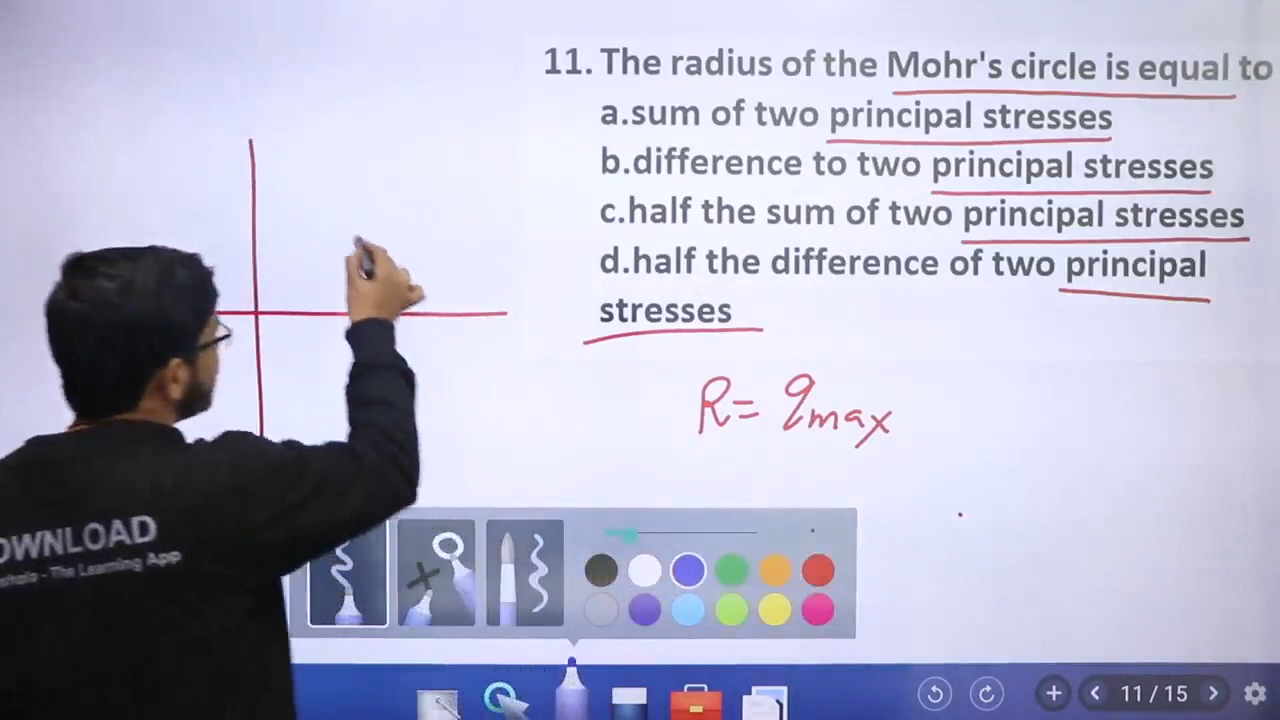 11. The radius of the Mohr's circle is equal to
a.sum of two principal stresses
b.difference to two principal stresses
c.half the sum of two principal stresses
d.half the difference of two principal
stresses
R = qmax
OWNLOAD
- The Learning App
11 / 15